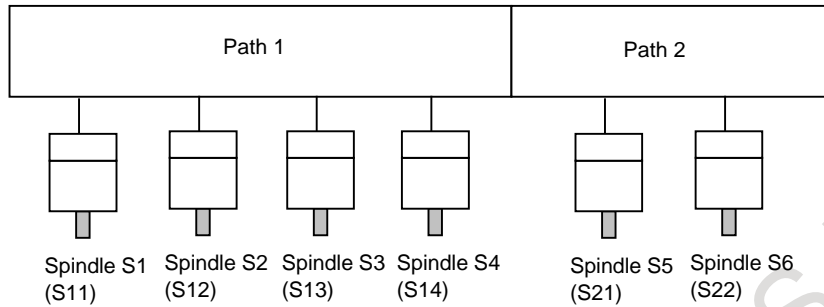 Path 1
Path 2
Spindle S1
(S11)
Spindle S2
(S12)
Spindle S3
(S13)
Spindle S4
(S14)
Spindle S5
(S21)
Spindle S6
(S22)